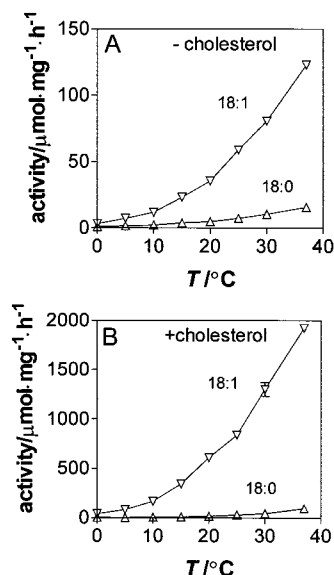 A
- cholesterol
activity/μmol·mg⁻¹·h⁻¹
150
100
50
0
18:1
18:0
0 10 20 30 40
T /°C
B
+cholesterol
activity/μmol·mg⁻¹·h⁻¹
2000
1500
1000
500
0
18:1
18:0
0 10 20 30 40
T /°C